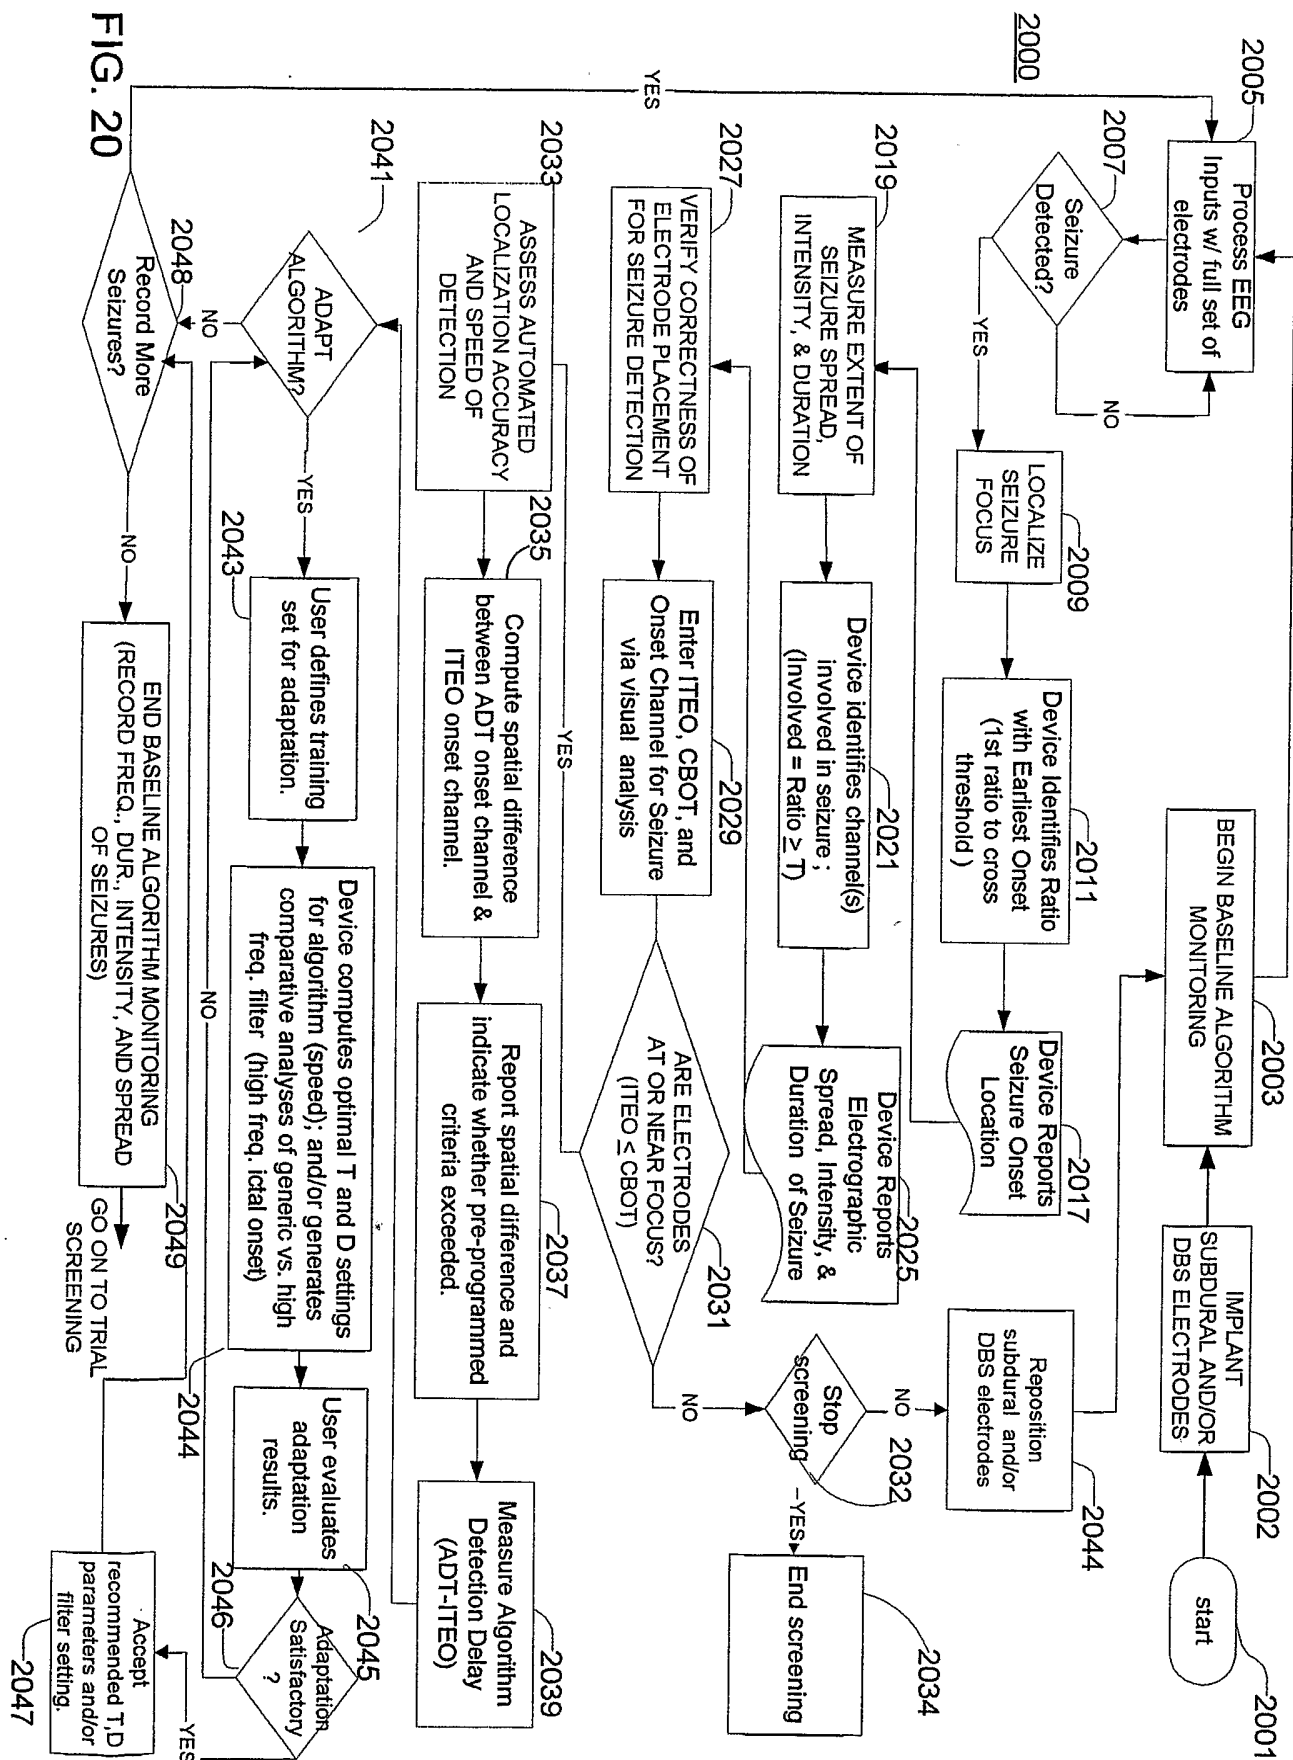 2000
start
2001
IMPLANT
SUBDURAL AND/OR
DBS ELECTRODES
2002
BEGIN BASELINE ALGORITHM
MONITORING
2003
2005
Process EEG
Inputs w/ full set of
electrodes
2007
Seizure
Detected?
NO
YES
LOCALIZE
SEIZURE
FOCUS
2009
Device Identifies Ratio
with Earliest Onset
(1st ratio to cross
threshold )
2011
Device Reports
Seizure Onset
Location
2017
2019
MEASURE EXTENT OF
SEIZURE SPREAD,
INTENSITY, & DURATION
Device identifies channel(s)
involved in seizure ;
(Involved = Ratio ≥ T)
2021
Device Reports
Electrographic
Spread, Intensity, &
Duration of Seizure
2025
2027
VERIFY CORRECTNESS OF
ELECTRODE PLACEMENT
FOR SEIZURE DETECTION
Enter ITEO, CBOT, and
Onset Channel for Seizure
via visual analysis
2029
ARE ELECTRODES
AT OR NEAR FOCUS?
(ITEO ≤ CBOT)
2031
NO
Stop
screening
2032
NO
Reposition
subdural and/or
DBS electrodes
2044
YES
End screening
2034
YES
2033
ASSESS AUTOMATED
LOCALIZATION ACCURACY
AND SPEED OF
DETECTION
2035
Compute spatial difference
between ADT onset channel &
ITEO onset channel.
Report spatial difference and
indicate whether pre-programmed
criteria exceeded.
2037
Measure Algorithm
Detection Delay
(ADT-ITEO)
2039
2041
ADAPT
ALGORITHM?
YES
User defines training
set for adaptation.
2043
Device computes optimal T and D settings
for algorithm (speed); and/or generates
comparative analyses of generic vs. high
freq. filter (high freq. ictal onset)
2044
User evaluates
adaptation
results.
2045
Adaptation
Satisfactory
?
2046
NO
YES
Accept
recommended T,D
parameters and/or
filter setting.
2047
NO
2048
Record More
Seizures?
YES
NO
END BASELINE ALGORITHM MONITORING
(RECORD FREQ., DUR., INTENSITY, AND SPREAD
OF SEIZURES)
2049
GO ON TO TRIAL
SCREENING
FIG. 20